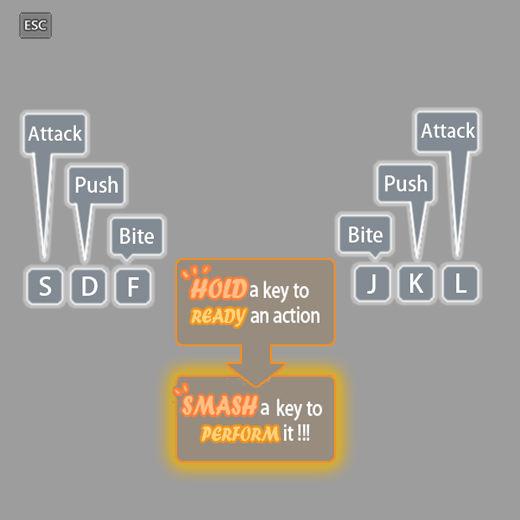 ESC
Attack
Attack
Push
Push
Bite
Bite
S D F
J K L
HOLD a key to
READY an action
SMASH a key to
PERFORM it !!!